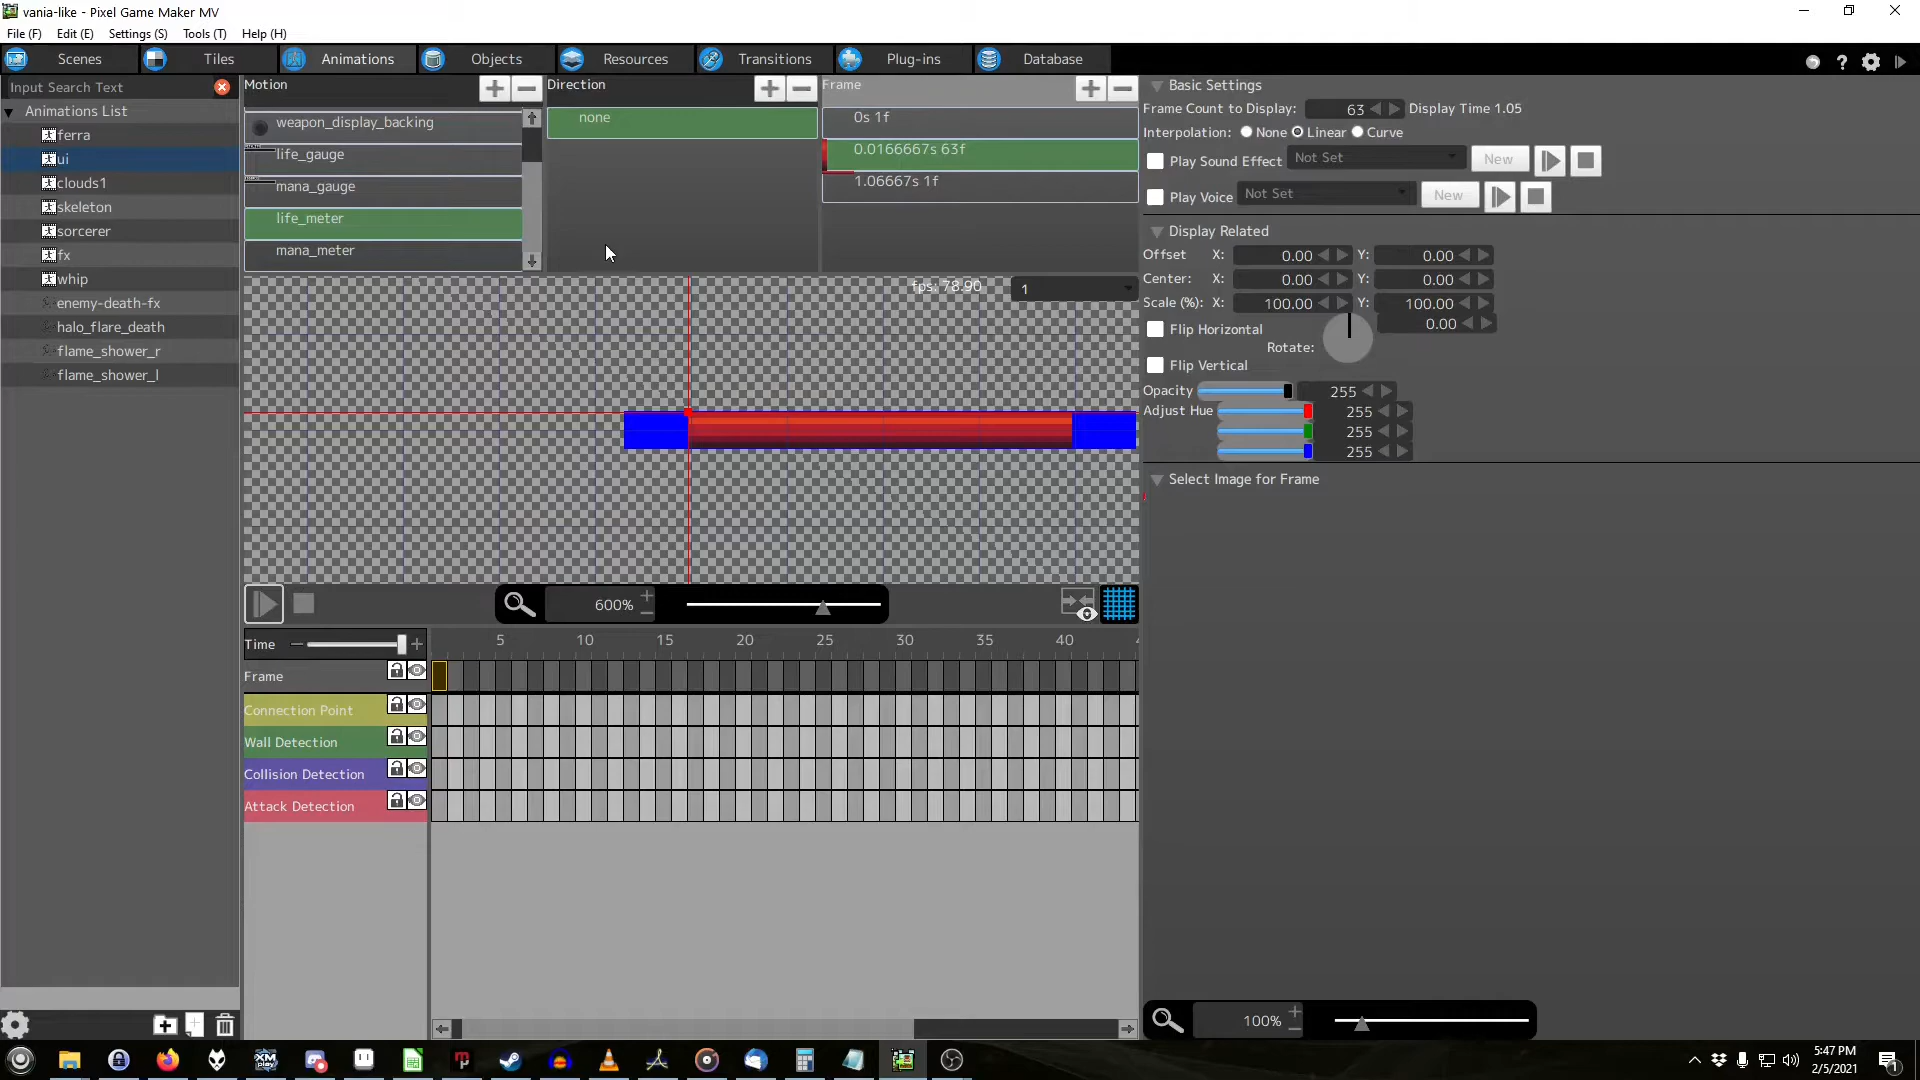 vania-like - Pixel Game Maker MV
File (F) Edit (E) Settings (S) Tools (T) Help (H)
Scenes Tiles Animations Objects Resources Transitions Plug-ins Database
Input Search Text
Animations List
ferra
ui
clouds1
skeleton
sorcerer
fx
whip
enemy-death-fx
halo_flare_death
flame_shower_r
flame_shower_l
Motion
weapon_display_backing
life_gauge
mana_gauge
life_meter
mana_meter
Direction
none
Frame
0s 1f
0.0166667s 63f
1.06667s 1f
fps: 78.90
1
600%
Time
5 10 15 20 25 30 35 40
Frame
Connection Point
Wall Detection
Collision Detection
Attack Detection
Basic Settings
Frame Count to Display: 63 Display Time 1.05
Interpolation: None Linear Curve
Play Sound Effect Not Set New
Play Voice Not Set New
Display Related
Offset X: 0.00 Y: 0.00
Center: X: 0.00 Y: 0.00
Scale (%): X: 100.00 Y: 100.00
Flip Horizontal
Rotate: 0.00
Flip Vertical
Opacity 255
Adjust Hue 255
255
255
Select Image for Frame
100%
5:47 PM
2/5/2021
1